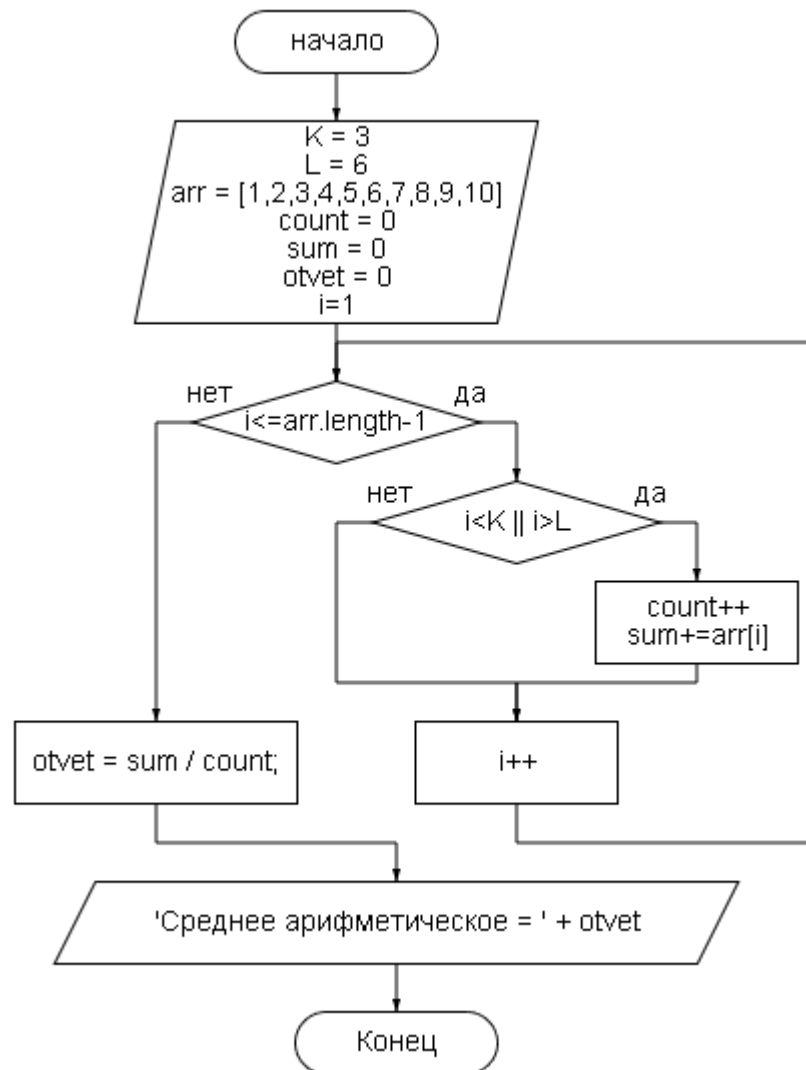 начало
K = 3
L = 6
arr = [1,2,3,4,5,6,7,8,9,10]
count = 0
sum = 0
otvet = 0
i=1
нет
да
i<=arr.length-1
нет
да
i<K || i>L
count++
sum+=arr[i]
otvet = sum / count;
i++
'Среднее арифметическое = ' + otvet
Конец